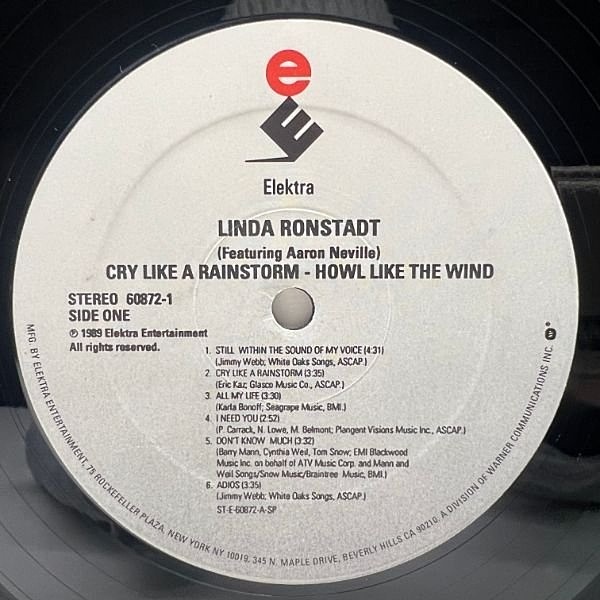 e
E
Elektra
LINDA RONSTADT
(Featuring Aaron Neville)
CRY LIKE A RAINSTORM - HOWL LIKE THE WIND
STEREO 60872-1
SIDE ONE
℗ 1989 Elektra Entertainment
All rights reserved.
1. STILL WITHIN THE SOUND OF MY VOICE (4:31)
(Jimmy Webb; White Oaks Songs, ASCAP.)
2. CRY LIKE A RAINSTORM (3:35)
(Eric Kaz; Glasco Music Co., ASCAP.)
3. ALL MY LIFE (3:30)
(Karla Bonoff; Seagrape Music, BMI.)
4. I NEED YOU (2:52)
(P. Carrack, N. Lowe, M. Belmont; Plangent Visions Music Inc., ASCAP.)
5. DON'T KNOW MUCH (3:32)
(Barry Mann, Cynthia Weil, Tom Snow; EMI Blackwood
Music Inc. on behalf of ATV Music Corp. and Mann and
Weil Songs/Snow Music/Braintree Music, BMI.)
6. ADIOS (3:35)
(Jimmy Webb; White Oaks Songs, ASCAP.)
ST-E-60872-A-SP
MFG. BY ELEKTRA ENTERTAINMENT, 75 ROCKEFELLER PLAZA, NEW YORK NY 10019, 345 N. MAPLE DRIVE, BEVERLY HILLS CA 90210. A DIVISION OF WARNER COMMUNICATIONS INC.